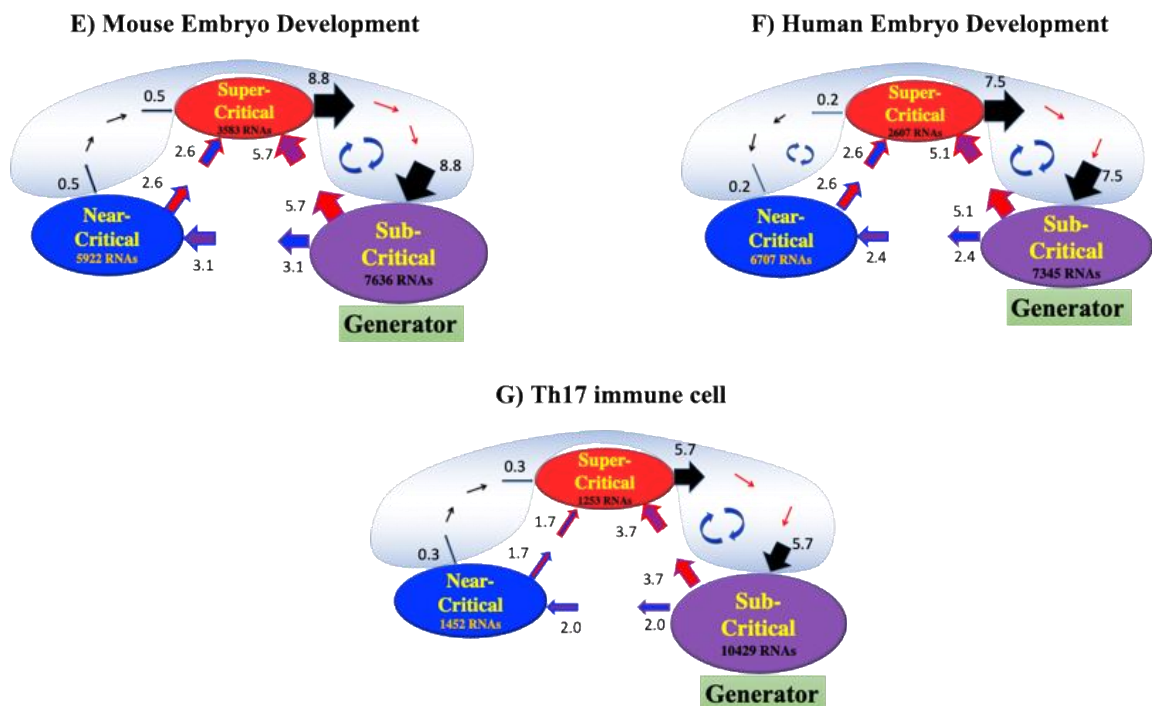 E) Mouse Embryo Development
8.8
0.5
Super-
Critical
3583 RNAs
2.6
5.7
8.8
0.5
2.6
5.7
Near-
Critical
5922 RNAs
3.1
3.1
Sub-
Critical
7636 RNAs
Generator
F) Human Embryo Development
7.5
0.2
Super-
Critical
2607 RNAs
2.6
5.1
7.5
0.2
2.6
5.1
Near-
Critical
6707 RNAs
2.4
2.4
Sub-
Critical
7345 RNAs
Generator
G) Th17 immune cell
5.7
0.3
Super-
Critical
1253 RNAs
1.7
3.7
5.7
0.3
1.7
3.7
Near-
Critical
1452 RNAs
2.0
2.0
Sub-
Critical
10429 RNAs
Generator